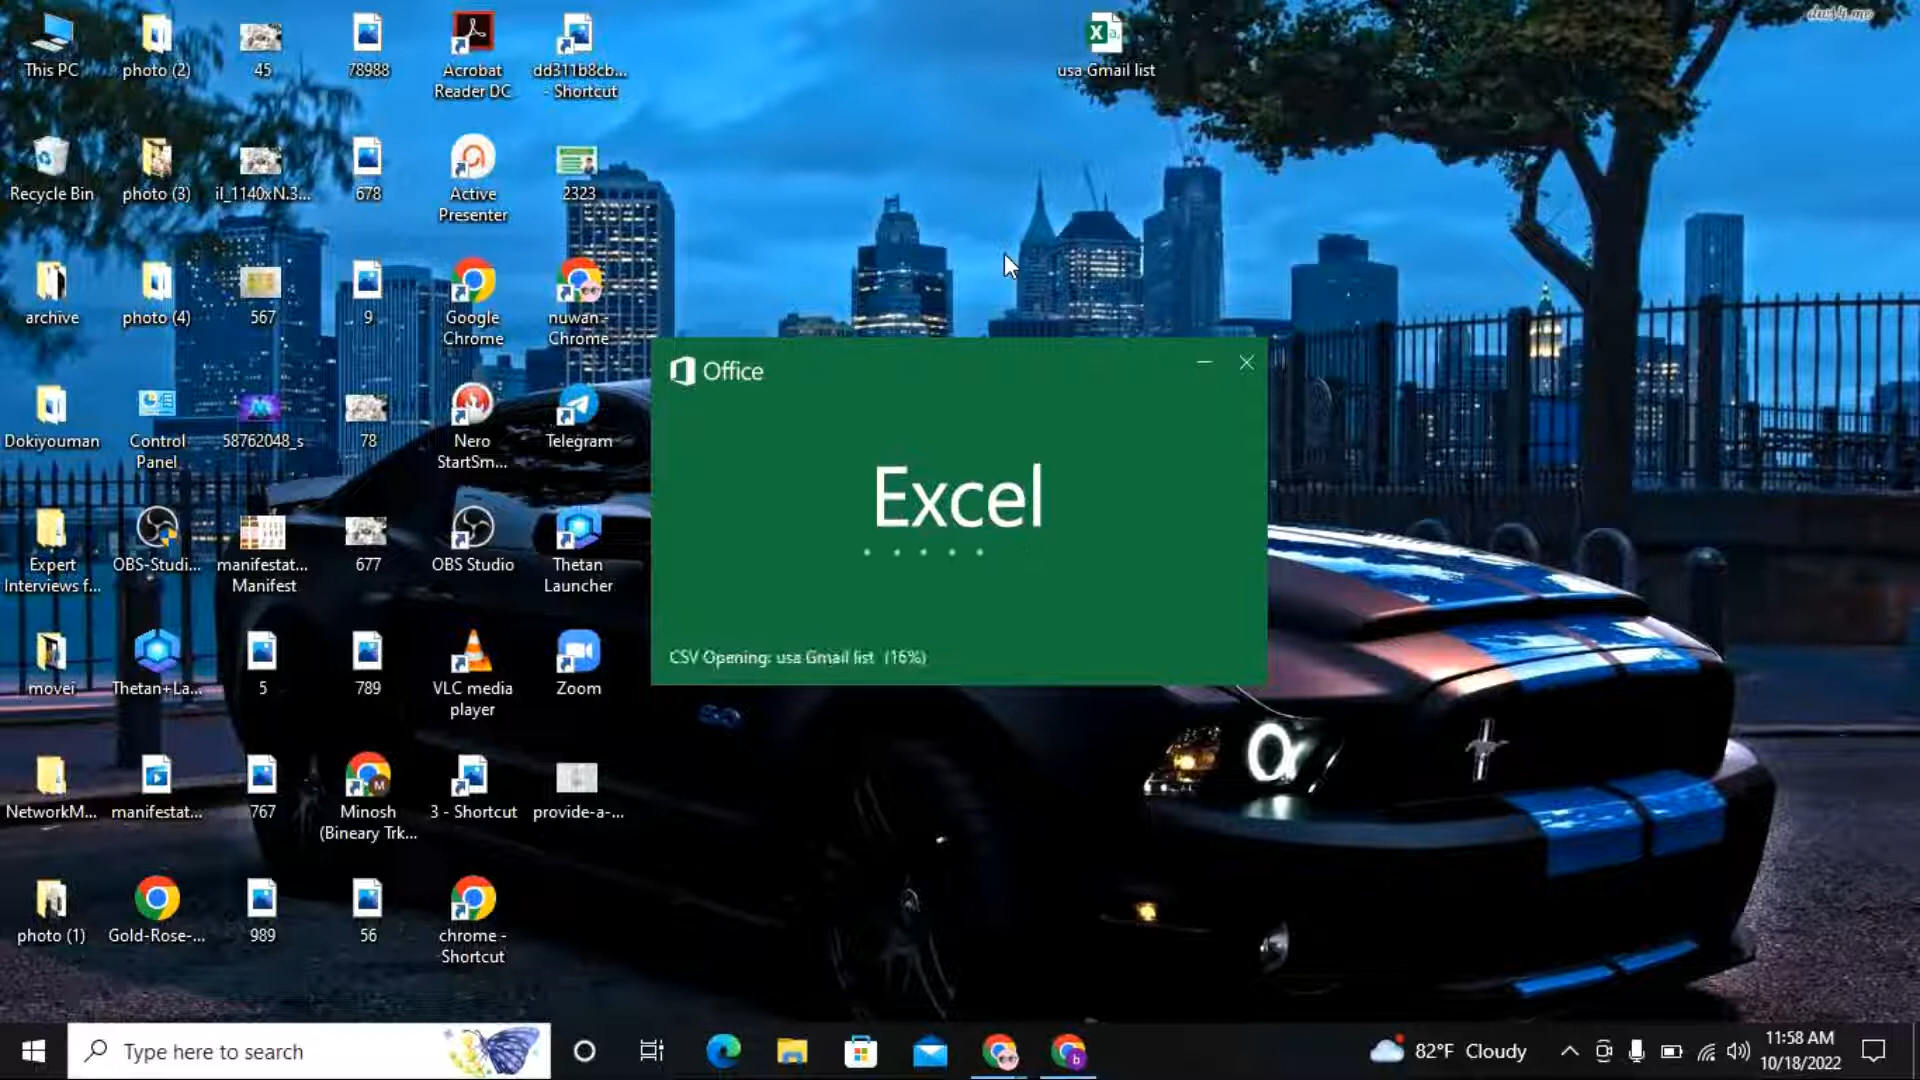 This PC
photo (2)
45
78988
Acrobat
Reader DC
dd311b8cb...
- Shortcut
usa Gmail list
Recycle Bin
photo (3)
il_1140xN.3...
678
Active
Presenter
2323
archive
photo (4)
567
9
Google
Chrome
nuwan -
Chrome
Office
Dokiyouman
Control
Panel
58762048_s
78
Nero
StartSm...
Telegram
Excel
Expert
Interviews f...
OBS-Studi...
manifestat...
Manifest
677
OBS Studio
Thetan
Launcher
CSV Opening: usa Gmail list (16%)
movei
Thetan+La...
5
789
VLC media
player
Zoom
5.0
NetworkM...
manifestat...
767
Minosh
(Bineary Trk...
3 - Shortcut
provide-a-...
photo (1)
Gold-Rose-...
989
56
chrome -
Shortcut
Type here to search
82°F Cloudy
11:58 AM
10/18/2022